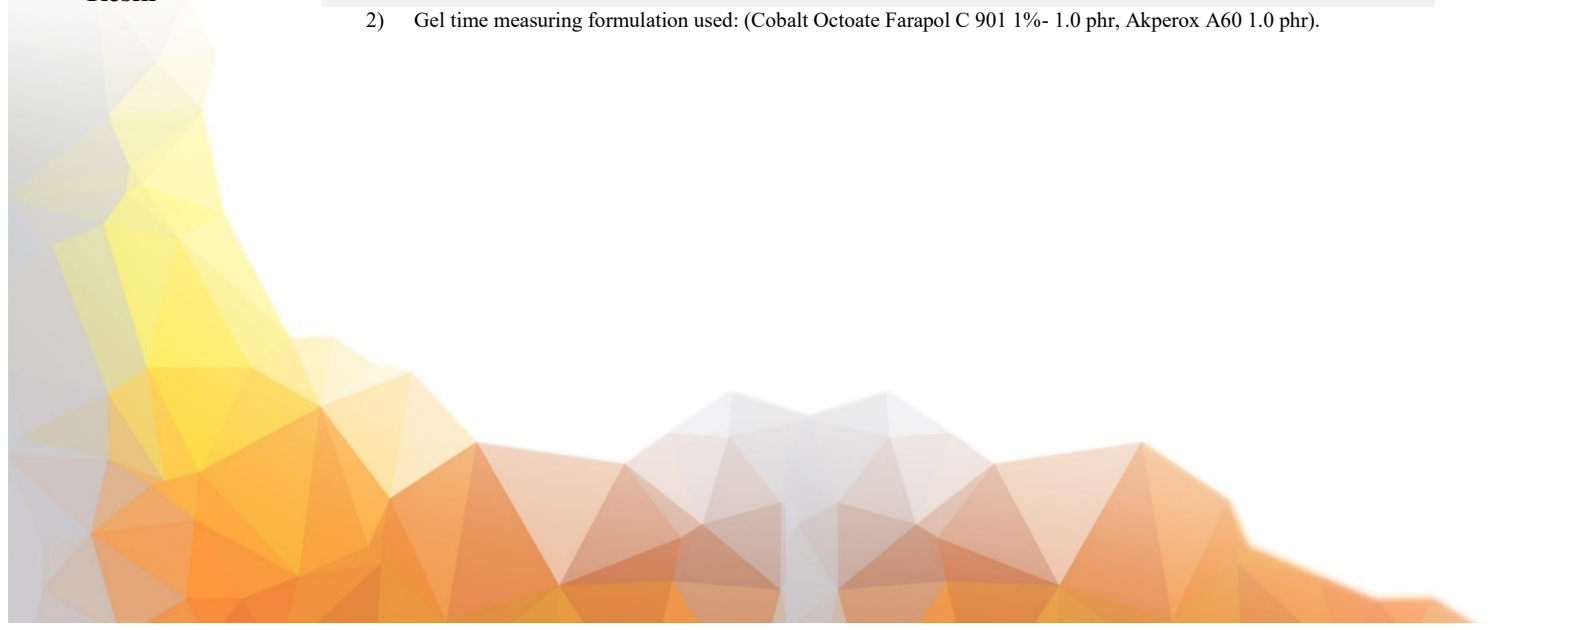 2) Gel time measuring formulation used: (Cobalt Octoate Farapol C 901 1%- 1.0 phr, Akperox A60 1.0 phr).